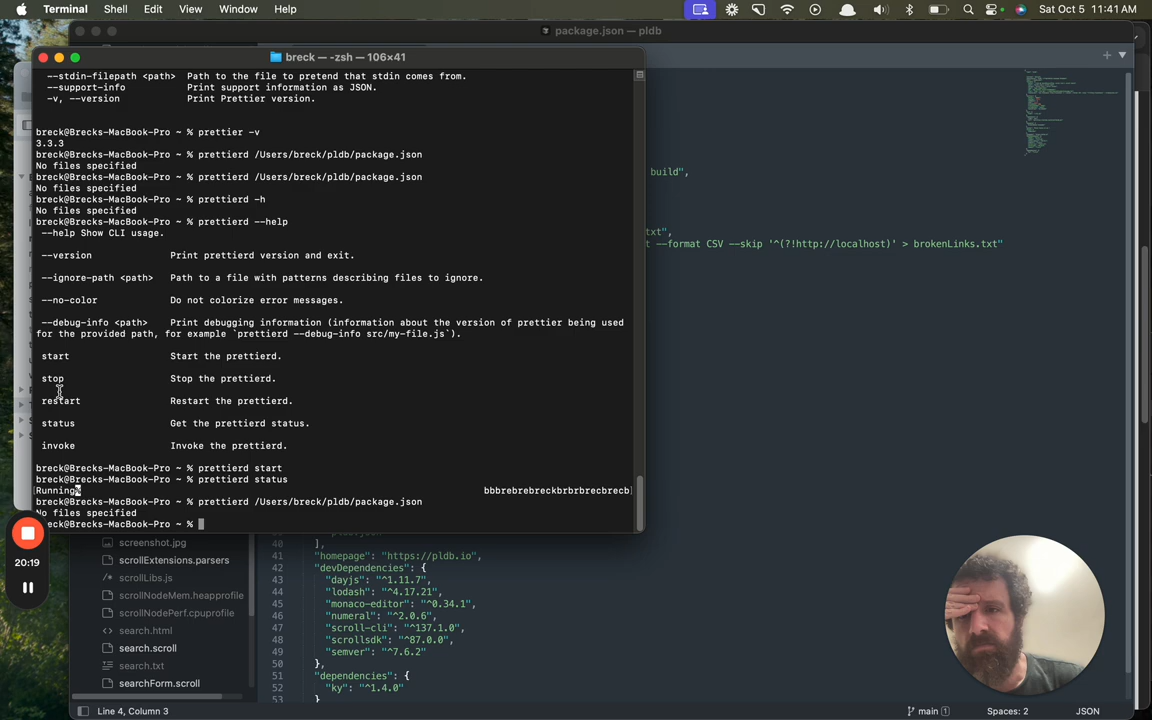 Terminal Shell Edit View Window Help Sat Oct 5 11:41 AM
package.json — pldb
breck — -zsh — 106×41
--stdin-filepath <path> Path to the file to pretend that stdin comes from.
--support-info Print support information as JSON.
-v, --version Print Prettier version.
breck@Brecks-MacBook-Pro ~ % prettier -v
3.3.3
breck@Brecks-MacBook-Pro ~ % prettierd /Users/breck/pldb/package.json
No files specified
breck@Brecks-MacBook-Pro ~ % prettierd /Users/breck/pldb/package.json
No files specified
breck@Brecks-MacBook-Pro ~ % prettierd -h
No files specified
breck@Brecks-MacBook-Pro ~ % prettierd --help
--help Show CLI usage.
--version Print prettierd version and exit.
--ignore-path <path> Path to a file with patterns describing files to ignore.
--no-color Do not colorize error messages.
--debug-info <path> Print debugging information (information about the version of prettier being used
for the provided path, for example `prettierd --debug-info src/my-file.js`).
start Start the prettierd.
stop Stop the prettierd.
restart Restart the prettierd.
status Get the prettierd status.
invoke Invoke the prettierd.
breck@Brecks-MacBook-Pro ~ % prettierd start
breck@Brecks-MacBook-Pro ~ % prettierd status
Running% bbbrebrebreckbrbrbrecbrecb
breck@Brecks-MacBook-Pro ~ % prettierd /Users/breck/pldb/package.json
No files specified
breck@Brecks-MacBook-Pro ~ %
build",
txt",
t --format CSV --skip '^(?!http://localhost)' > brokenLinks.txt"
20:19
screenshot.jpg
scrollExtensions.parsers
scrollLibs.js
scrollNodeMem.heapprofile
scrollNodePerf.cpuprofile
search.html
search.scroll
search.txt
searchForm.scroll
40 ],
41 "homepage": "https://pldb.io",
42 "devDependencies": {
43 "dayjs": "^1.11.7",
44 "lodash": "^4.17.21",
45 "monaco-editor": "^0.34.1",
46 "numeral": "^2.0.6",
47 "scroll-cli": "^137.1.0",
48 "scrollsdk": "^87.0.0",
49 "semver": "^7.6.2"
50 },
51 "dependencies": {
52 "ky": "^1.4.0"
53 }
Line 4, Column 3 main 1 Spaces: 2 JSON